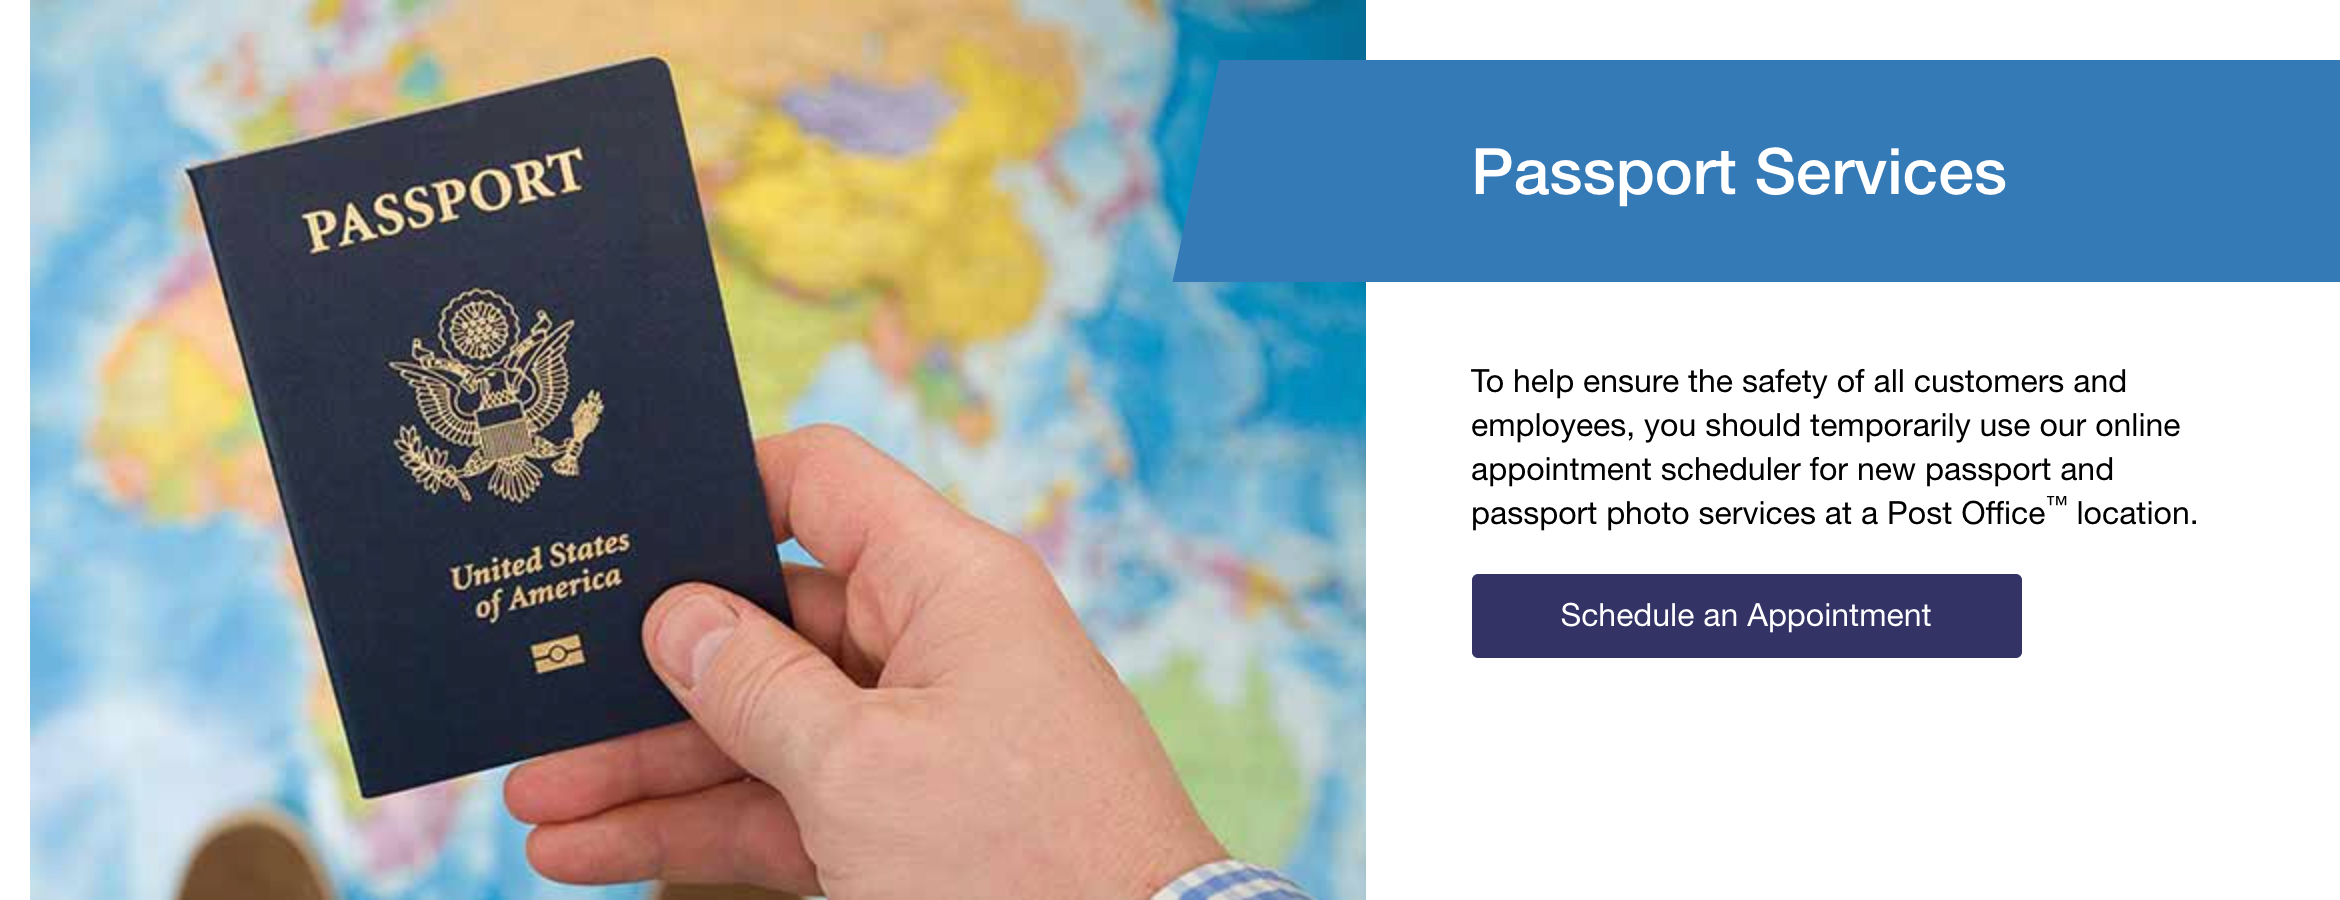 PASSPORT
United States
of America
Passport Services
To help ensure the safety of all customers and
employees, you should temporarily use our online
appointment scheduler for new passport and
passport photo services at a Post Office™ location.
Schedule an Appointment